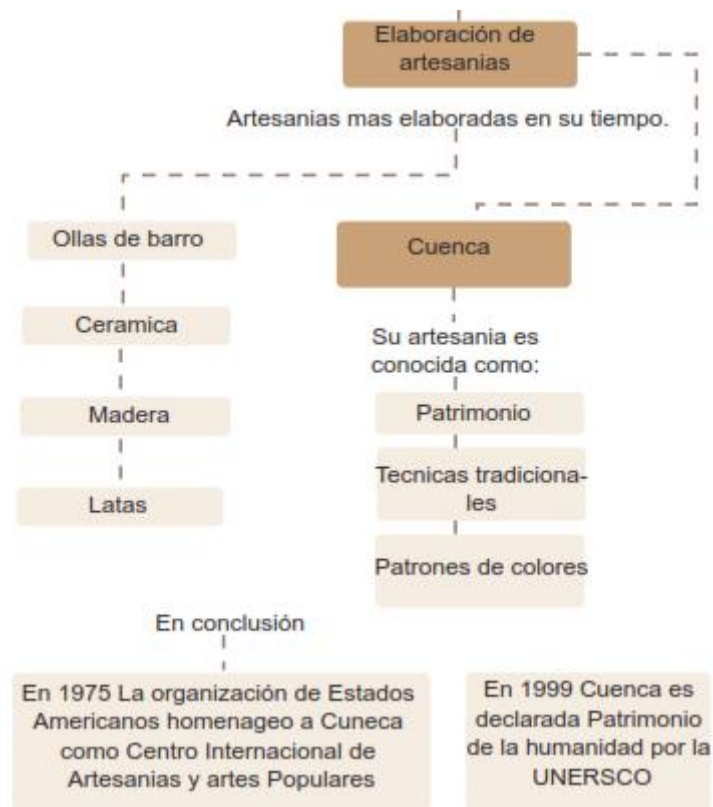 Elaboración de
artesanias
Artesanias mas elaboradas en su tiempo.
Ollas de barro
Ceramica
Madera
Latas
Cuenca
Su artesania es
conocida como:
Patrimonio
Tecnicas tradiciona-
les
Patrones de colores
En conclusión
En 1975 La organización de Estados
Americanos homenageo a Cuneca
como Centro Internacional de
Artesanias y artes Populares
En 1999 Cuenca es
declarada Patrimonio
de la humanidad por la
UNERSCO